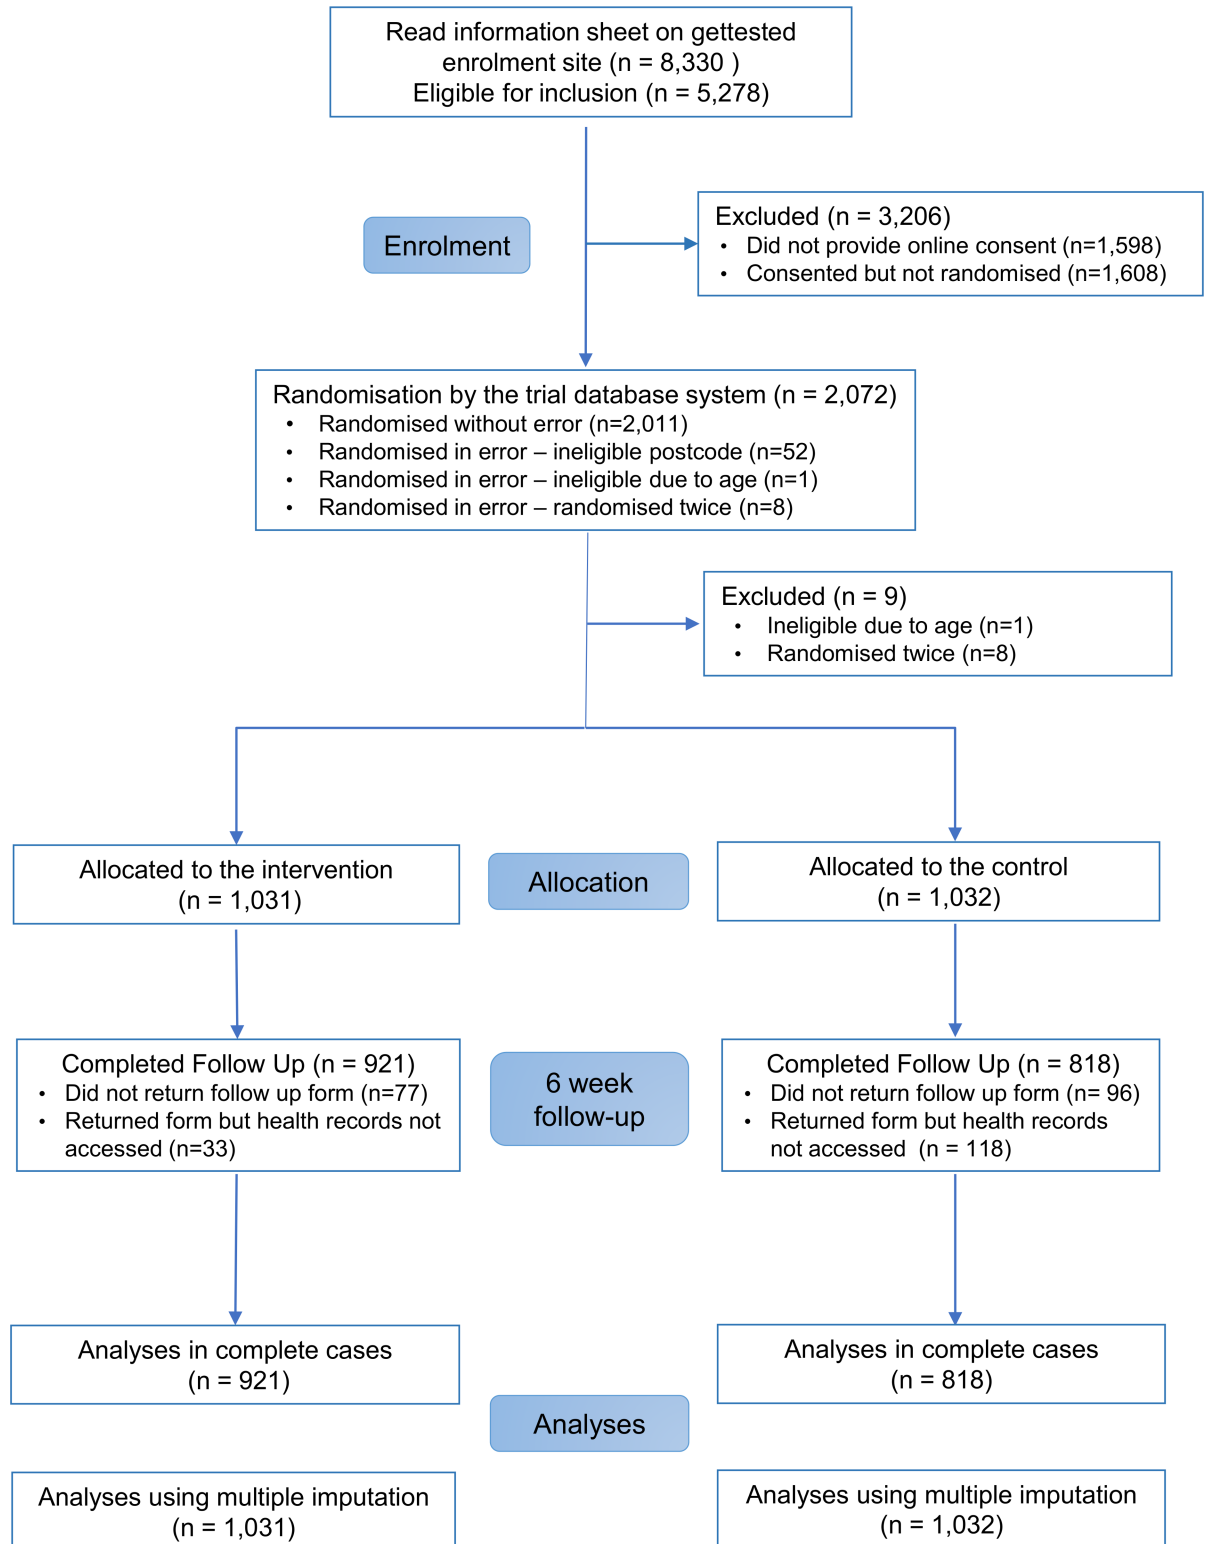 Read information sheet on gettested
enrolment site (n = 8,330 )
Eligible for inclusion (n = 5,278)
Enrolment
Excluded (n = 3,206)
• Did not provide online consent (n=1,598)
• Consented but not randomised (n=1,608)
Randomisation by the trial database system (n = 2,072)
• Randomised without error (n=2,011)
• Randomised in error – ineligible postcode (n=52)
• Randomised in error – ineligible due to age (n=1)
• Randomised in error – randomised twice (n=8)
Excluded (n = 9)
• Ineligible due to age (n=1)
• Randomised twice (n=8)
Allocated to the intervention
(n = 1,031)
Allocation
Allocated to the control
(n = 1,032)
Completed Follow Up (n = 921)
• Did not return follow up form (n=77)
• Returned form but health records not
accessed (n=33)
6 week
follow-up
Completed Follow Up (n = 818)
• Did not return follow up form (n= 96)
• Returned form but health records
not accessed (n = 118)
Analyses in complete cases
(n = 921)
Analyses in complete cases
(n = 818)
Analyses
Analyses using multiple imputation
(n = 1,031)
Analyses using multiple imputation
(n = 1,032)